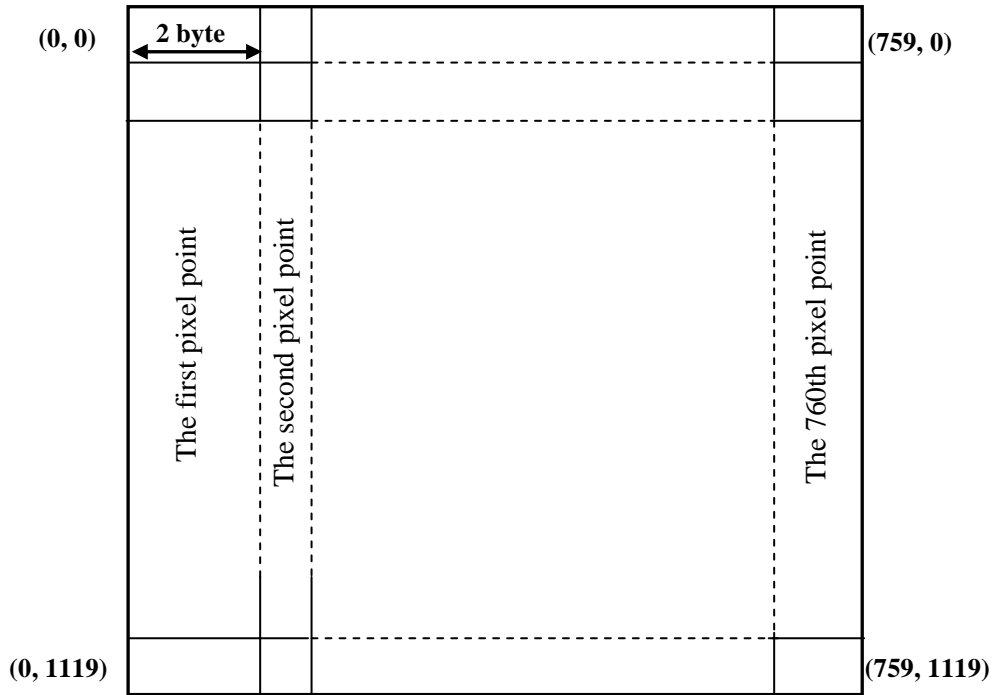 (0, 0)
2 byte
(759, 0)
The first pixel point
The second pixel point
The 760th pixel point
(0, 1119)
(759, 1119)